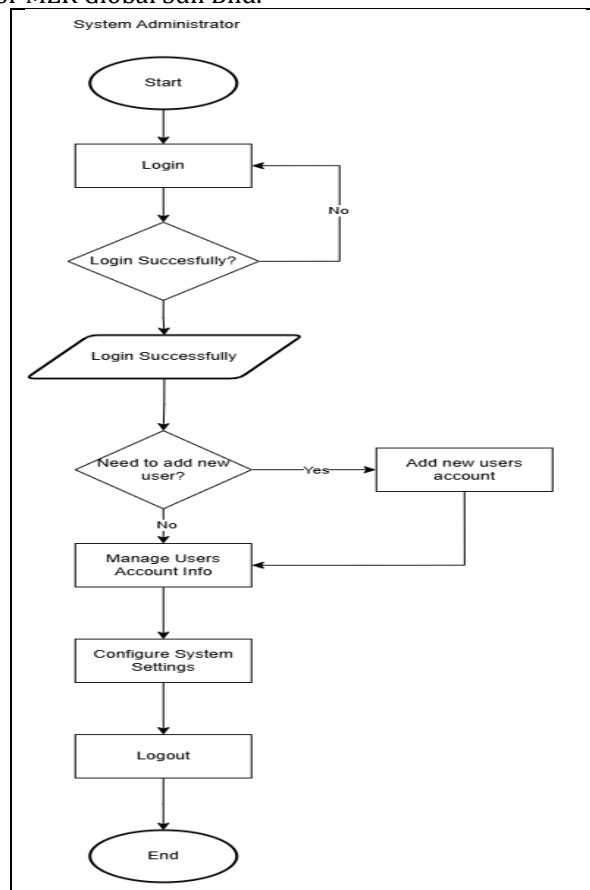 MZK Global Sdn Bhd.
System Administrator
Start
Login
No
Login Succesfully?
Login Successfully
Need to add new
user?
Yes
Add new users
account
No
Manage Users
Account Info
Configure System
Settings
Logout
End